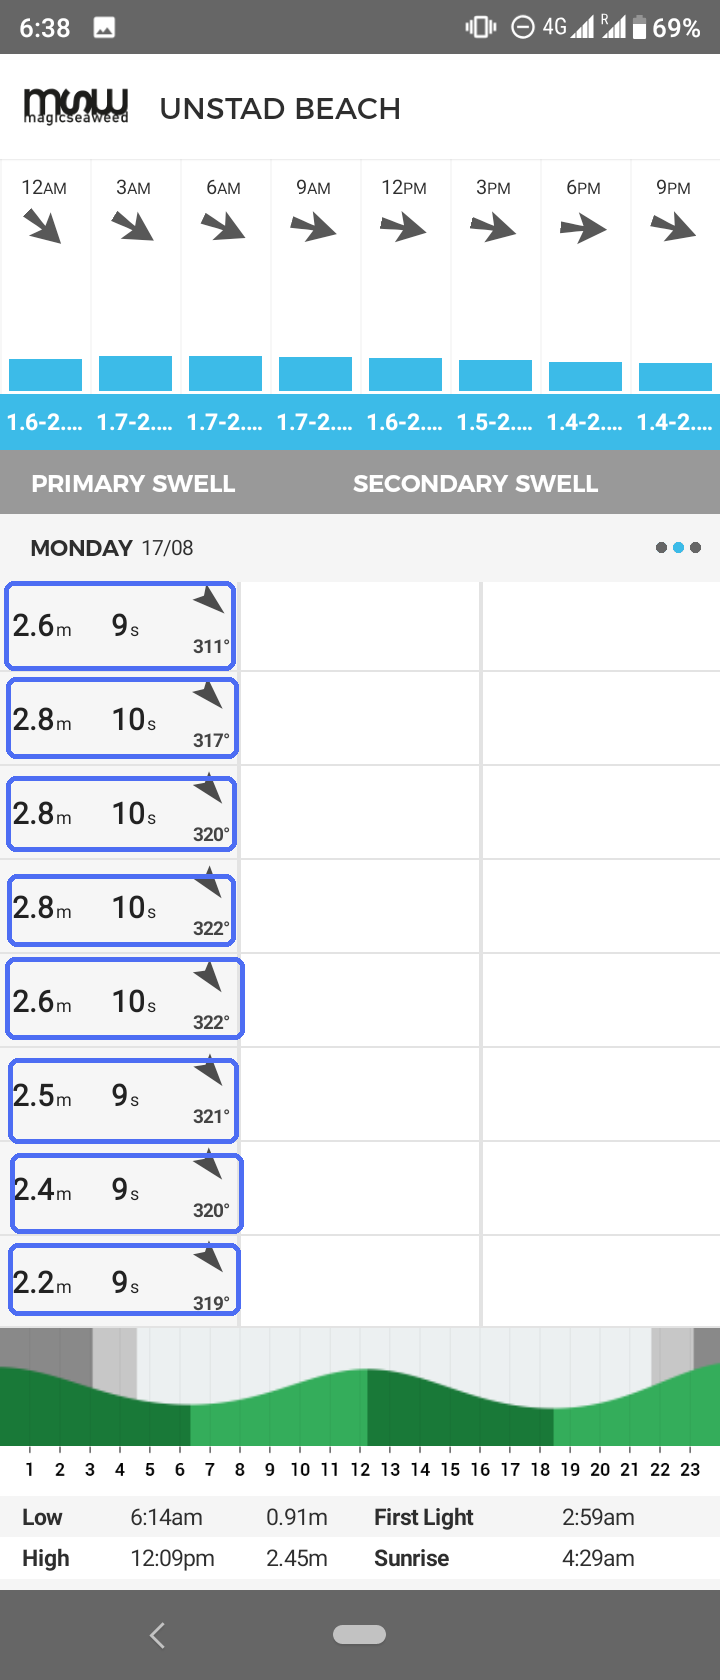 6:38 4G R 69%
msw
magicseaweed
UNSTAD BEACH
12AM 3AM 6AM 9AM 12PM 3PM 6PM 9PM
1.6-2.... 1.7-2.... 1.7-2.... 1.7-2.... 1.6-2.... 1.5-2.... 1.4-2.... 1.4-2....
PRIMARY SWELL SECONDARY SWELL
MONDAY 17/08
2.6m 9s 311°
2.8m 10s 317°
2.8m 10s 320°
2.8m 10s 322°
2.6m 10s 322°
2.5m 9s 321°
2.4m 9s 320°
2.2m 9s 319°
1 2 3 4 5 6 7 8 9 10 11 12 13 14 15 16 17 18 19 20 21 22 23
Low 6:14am 0.91m First Light 2:59am
High 12:09pm 2.45m Sunrise 4:29am